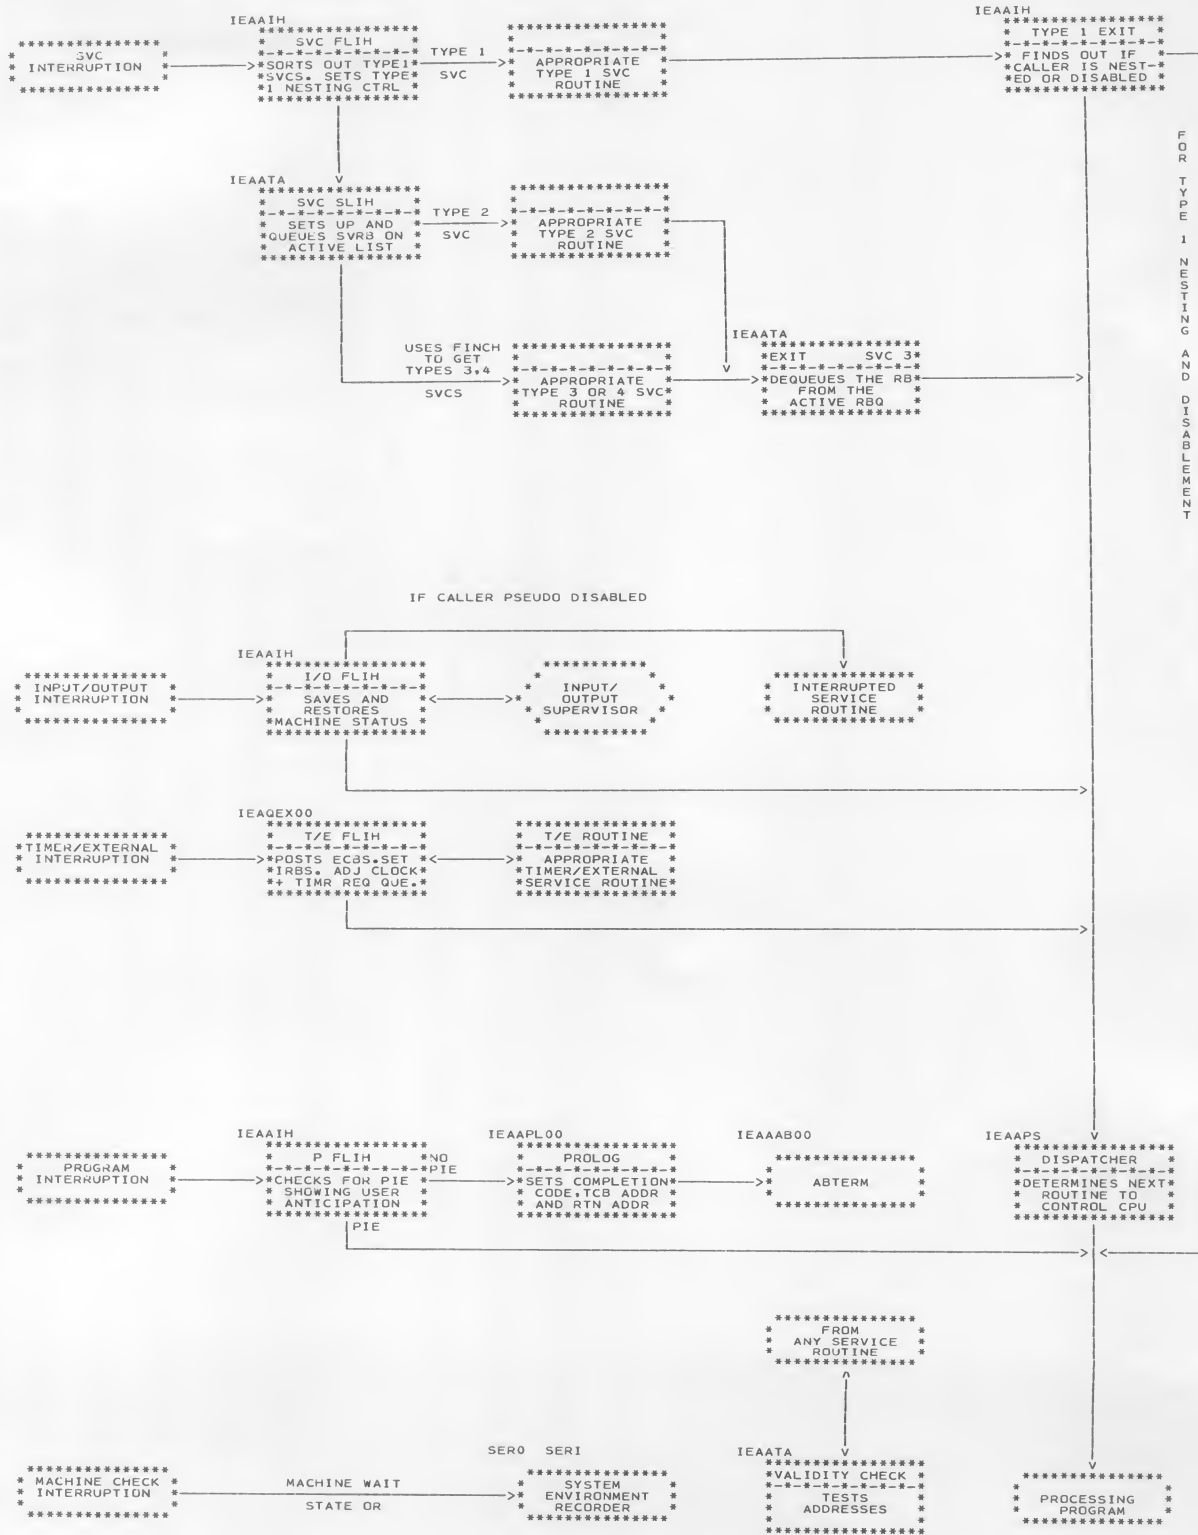 IEAAIH
SVC
INTERRUPTION
SVC FLIH
SORTS OUT TYPE1
SVCS. SETS TYPE
1 NESTING CTRL
TYPE 1
SVC
APPROPRIATE
TYPE 1 SVC
ROUTINE
IEAAIH
TYPE 1 EXIT
FINDS OUT IF
CALLER IS NEST-
ED OR DISABLED
FOR TYPE 1 NESTING AND DISABLEMENT
IEAATA
SVC SLIH
SETS UP AND
QUEUES SVRB ON
ACTIVE LIST
TYPE 2
SVC
APPROPRIATE
TYPE 2 SVC
ROUTINE
USES FINCH
TO GET
TYPES 3,4
SVCS
APPROPRIATE
TYPE 3 OR 4 SVC
ROUTINE
IEAATA
EXIT SVC 3
DEQUEUES THE RB
FROM THE
ACTIVE RBQ
IF CALLER PSEUDO DISABLED
INPUT/OUTPUT
INTERRUPTION
IEAAIH
I/O FLIH
SAVES AND
RESTORES
MACHINE STATUS
INPUT/
OUTPUT
SUPERVISOR
INTERRUPTED
SERVICE
ROUTINE
TIMER/EXTERNAL
INTERRUPTION
IEAQEX00
T/E FLIH
POSTS ECBS.SET
IRBS. ADJ CLOCK
+ TIMR REQ QUE.
T/E ROUTINE
APPROPRIATE
TIMER/EXTERNAL
SERVICE ROUTINE
PROGRAM
INTERRUPTION
IEAAIH
P FLIH
CHECKS FOR PIE
SHOWING USER
ANTICIPATION
NO
PIE
PIE
IEAAPL00
PROLOG
SETS COMPLETION
CODE,TCB ADDR
AND RTN ADDR
IEAAAB00
ABTERM
IEAAPS
DISPATCHER
DETERMINES NEXT
ROUTINE TO
CONTROL CPU
FROM
ANY SERVICE
ROUTINE
MACHINE CHECK
INTERRUPTION
MACHINE WAIT
STATE OR
SER0 SERI
SYSTEM
ENVIRONMENT
RECORDER
IEAATA
VALIDITY CHECK
TESTS
ADDRESSES
PROCESSING
PROGRAM